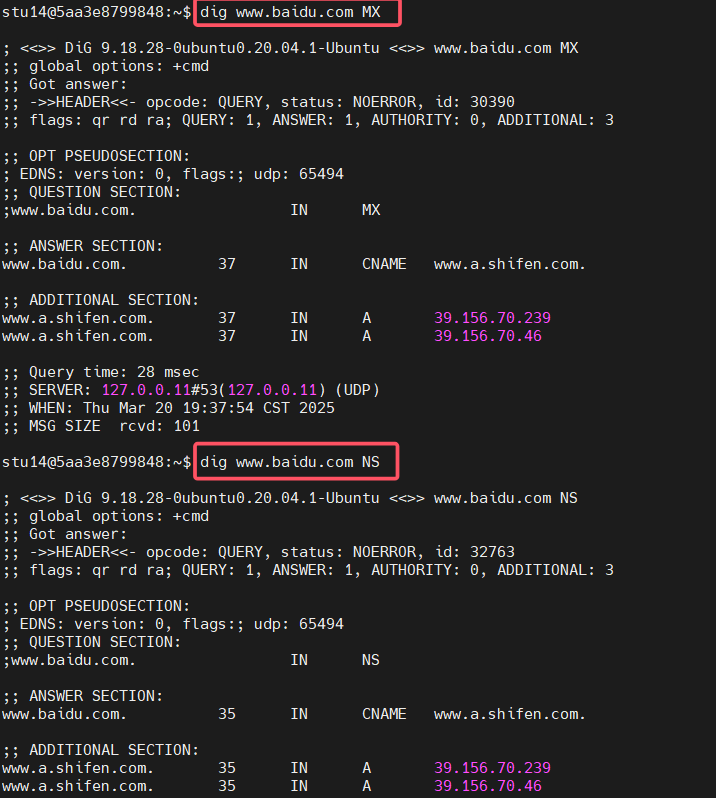 stu14@5aa3e8799848:~$ dig www.baidu.com MX
; <<>> DiG 9.18.28-0ubuntu0.20.04.1-Ubuntu <<>> www.baidu.com MX
;; global options: +cmd
;; Got answer:
;; ->>HEADER<<- opcode: QUERY, status: NOERROR, id: 30390
;; flags: qr rd ra; QUERY: 1, ANSWER: 1, AUTHORITY: 0, ADDITIONAL: 3
;; OPT PSEUDOSECTION:
; EDNS: version: 0, flags:; udp: 65494
;; QUESTION SECTION:
;www.baidu.com. IN MX
;; ANSWER SECTION:
www.baidu.com. 37 IN CNAME www.a.shifen.com.
;; ADDITIONAL SECTION:
www.a.shifen.com. 37 IN A 39.156.70.239
www.a.shifen.com. 37 IN A 39.156.70.46
;; Query time: 28 msec
;; SERVER: 127.0.0.11#53(127.0.0.11) (UDP)
;; WHEN: Thu Mar 20 19:37:54 CST 2025
;; MSG SIZE rcvd: 101
stu14@5aa3e8799848:~$ dig www.baidu.com NS
; <<>> DiG 9.18.28-0ubuntu0.20.04.1-Ubuntu <<>> www.baidu.com NS
;; global options: +cmd
;; Got answer:
;; ->>HEADER<<- opcode: QUERY, status: NOERROR, id: 32763
;; flags: qr rd ra; QUERY: 1, ANSWER: 1, AUTHORITY: 0, ADDITIONAL: 3
;; OPT PSEUDOSECTION:
; EDNS: version: 0, flags:; udp: 65494
;; QUESTION SECTION:
;www.baidu.com. IN NS
;; ANSWER SECTION:
www.baidu.com. 35 IN CNAME www.a.shifen.com.
;; ADDITIONAL SECTION:
www.a.shifen.com. 35 IN A 39.156.70.239
www.a.shifen.com. 35 IN A 39.156.70.46